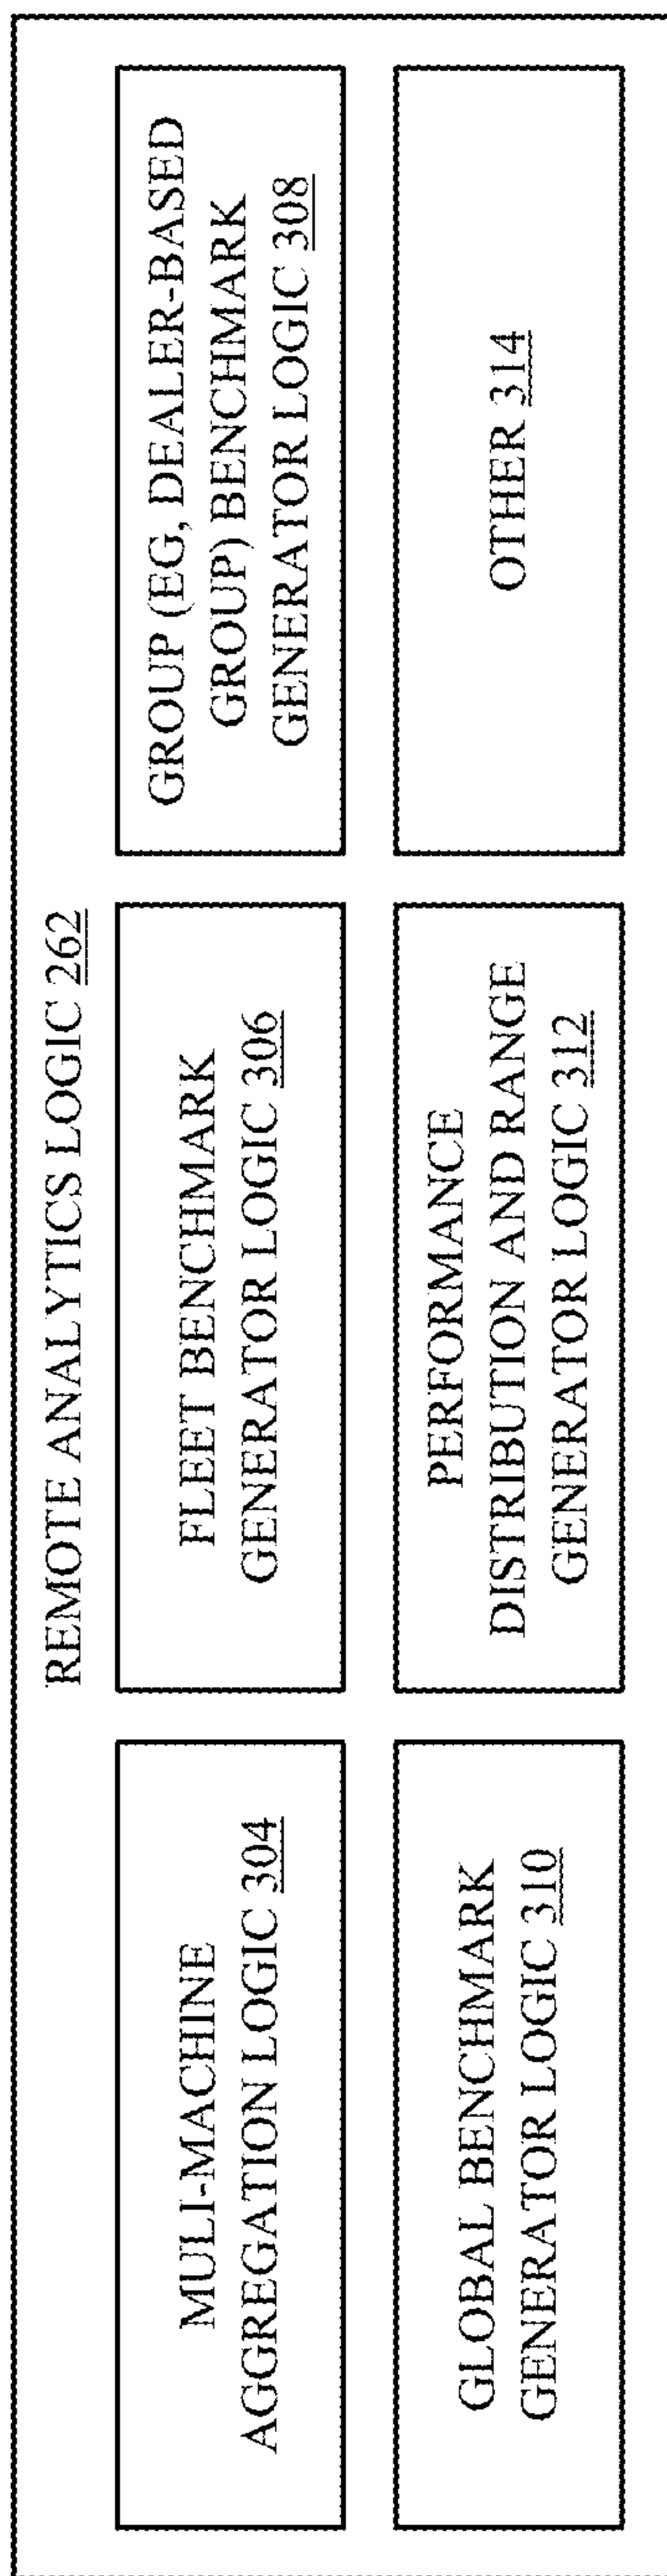 REMOTE ANALYTICS LOGIC 262
MULI-MACHINE
AGGREGATION LOGIC 304
FLEET BENCHMARK
GENERATOR LOGIC 306
GROUP (EG, DEALER-BASED
GROUP) BENCHMARK
GENERATOR LOGIC 308
GLOBAL BENCHMARK
GENERATOR LOGIC 310
PERFORMANCE
DISTRIBUTION AND RANGE
GENERATOR LOGIC 312
OTHER 314